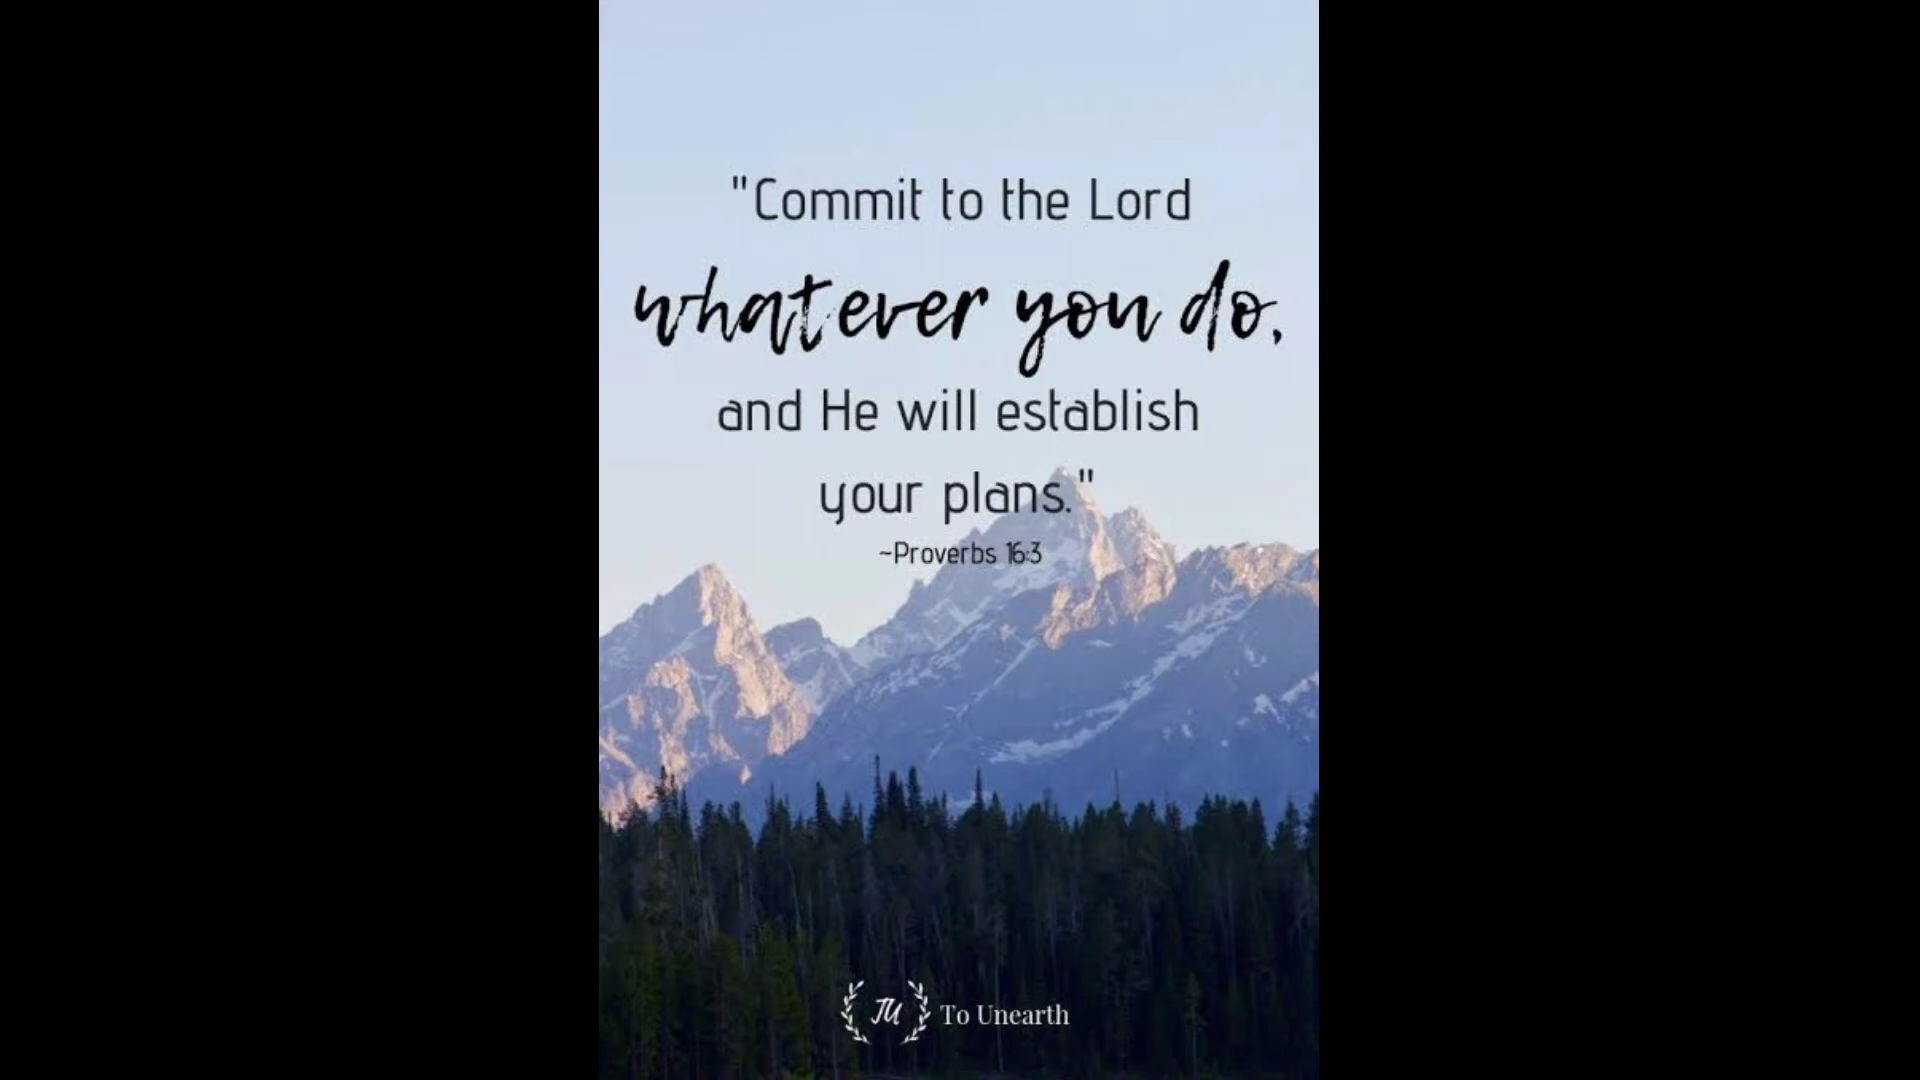 "Commit to the Lord
whatever you do,
and He will establish
your plans."
~Proverbs 16:3
TU To Unearth